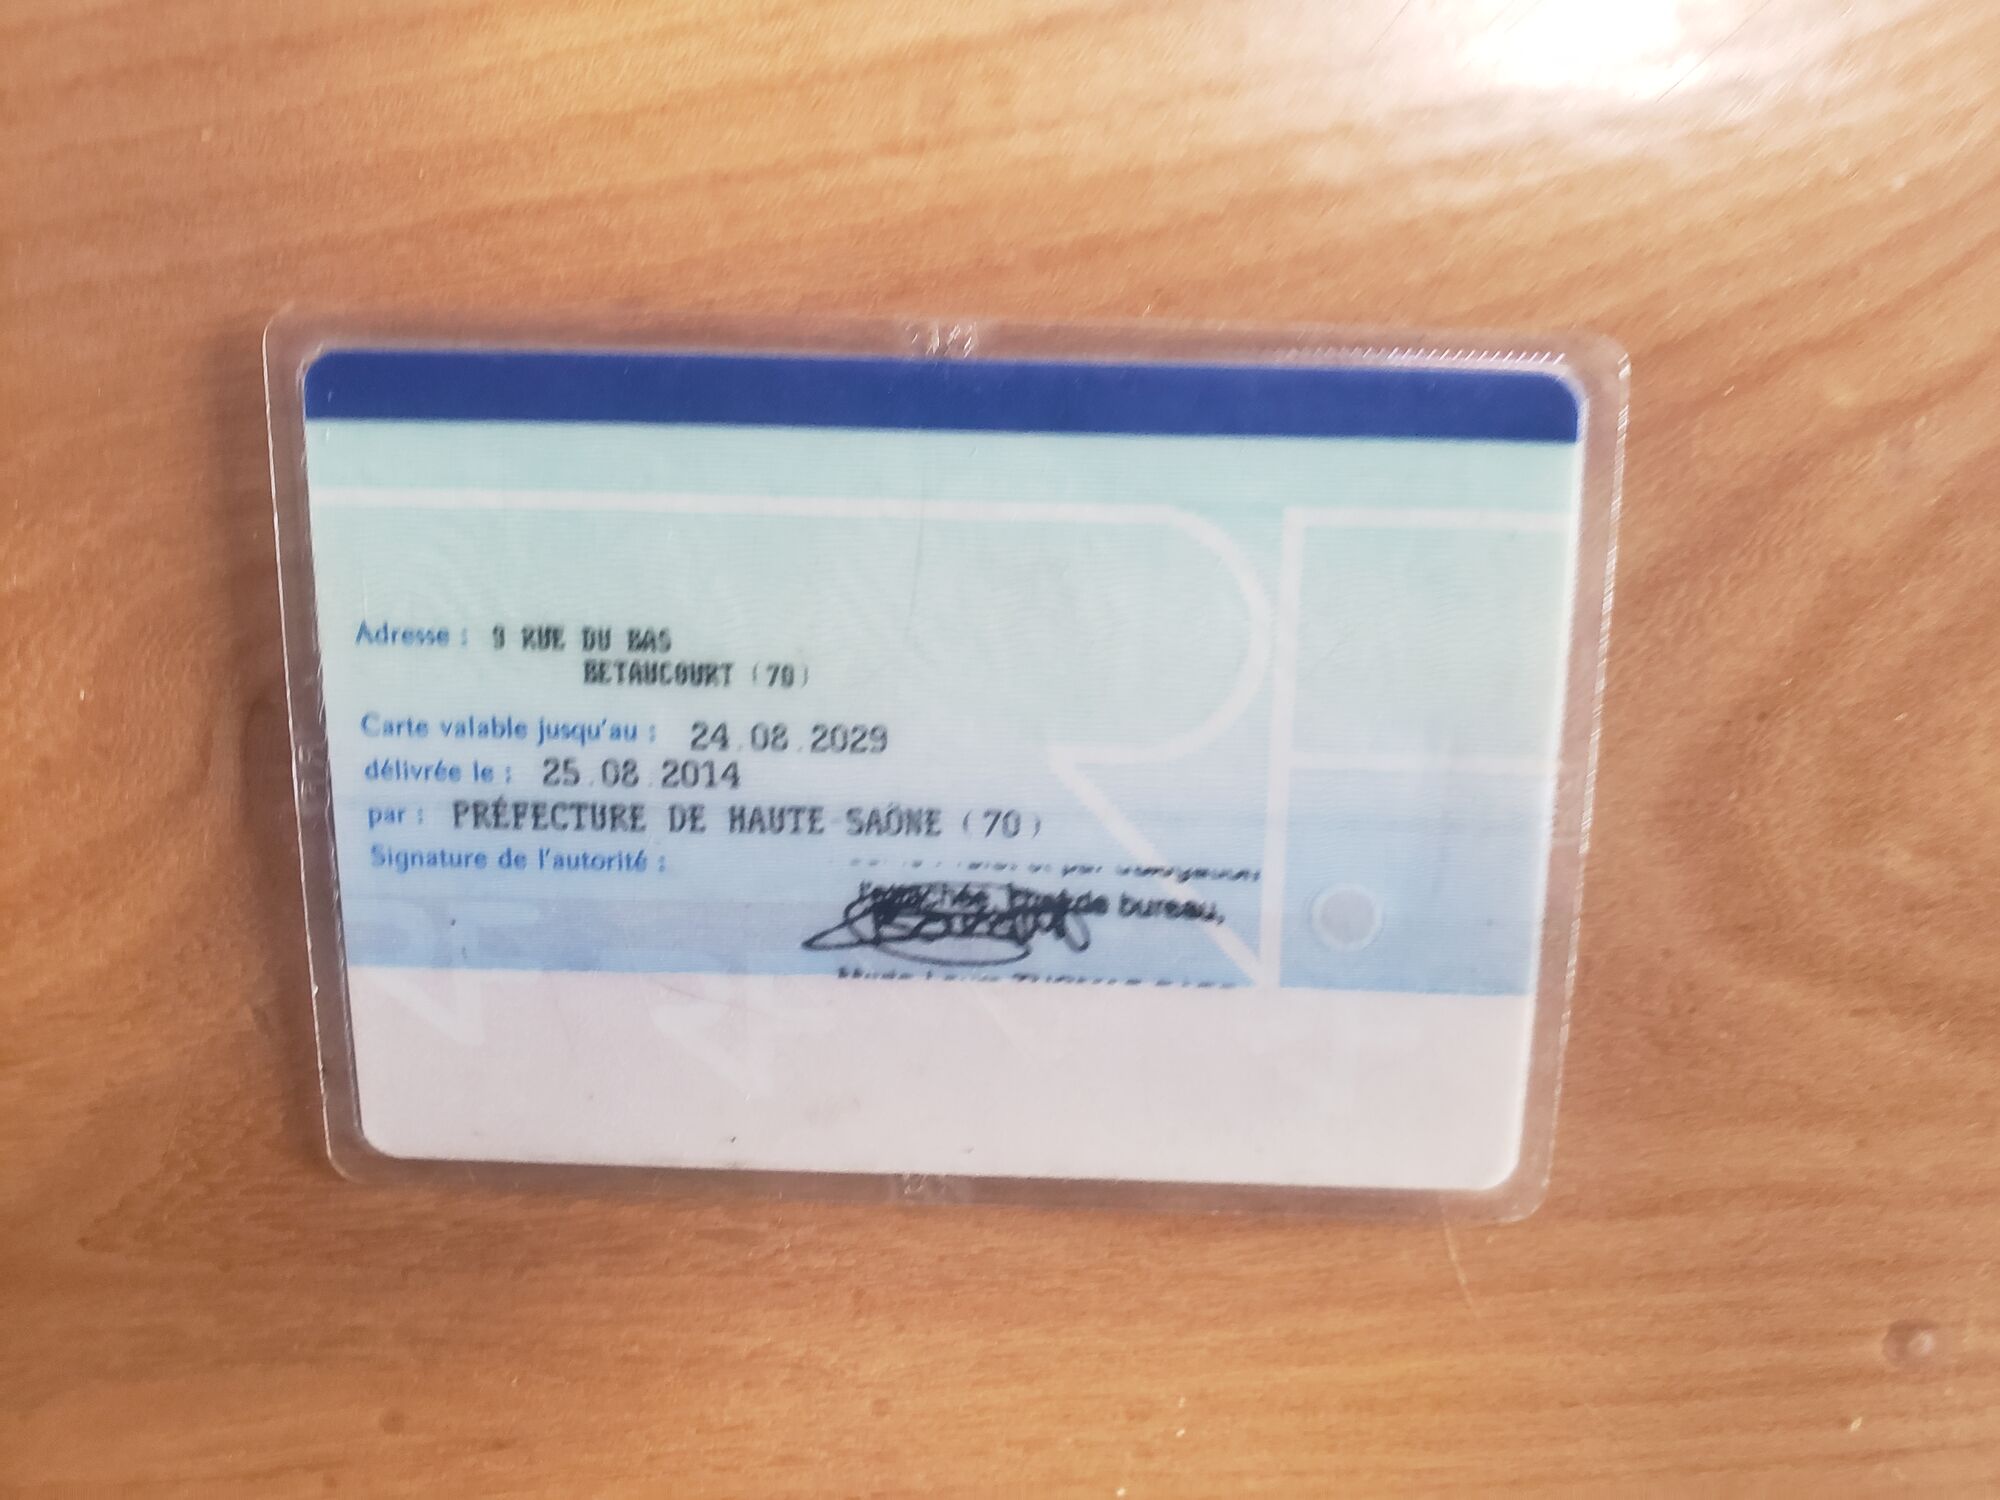 Adresse : 9 RUE DU BAS
BETAUCOURT (70)
Carte valable jusqu'au : 24.08.2029
délivrée le : 25.08.2014
par : PRÉFECTURE DE HAUTE SAÔNE (70)
Signature de l'autorité :
de bureau,